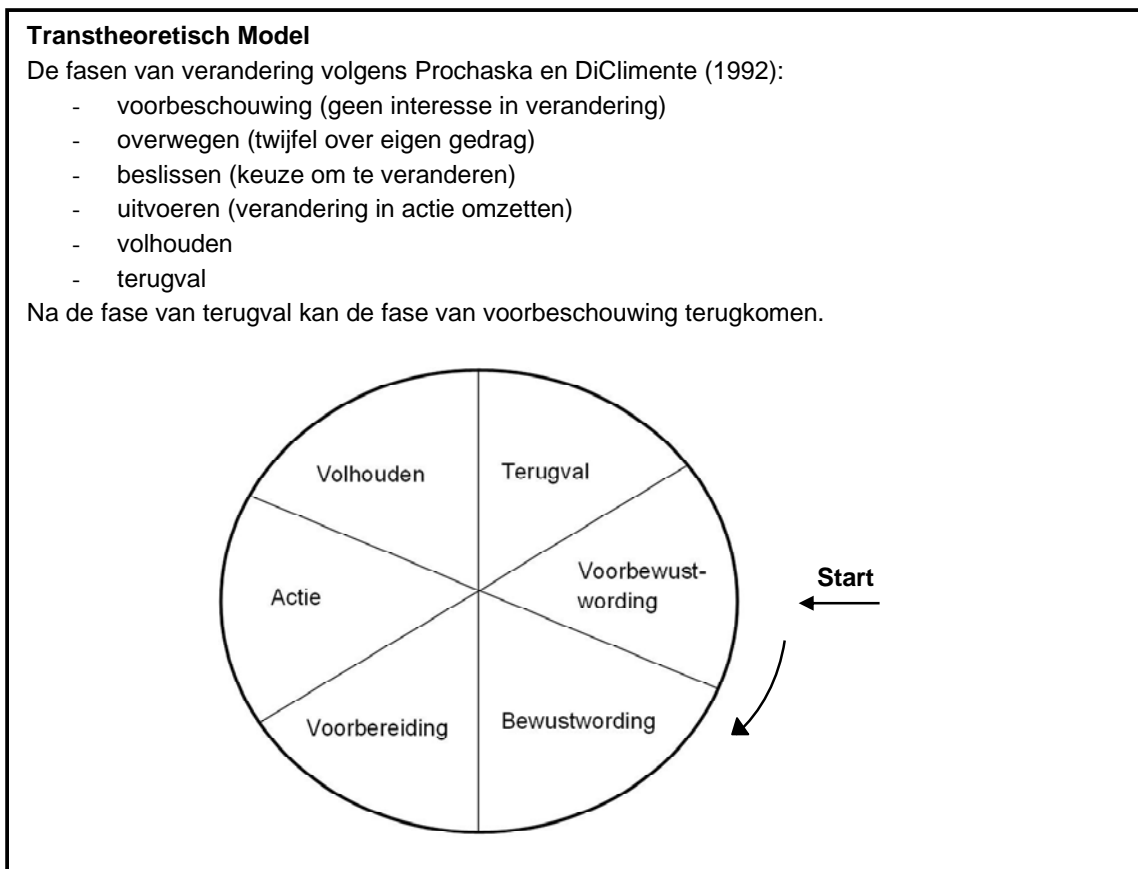 Transtheoretisch Model
De fasen van verandering volgens Prochaska en DiClimente (1992):
- voorbeschouwing (geen interesse in verandering)
- overwegen (twijfel over eigen gedrag)
- beslissen (keuze om te veranderen)
- uitvoeren (verandering in actie omzetten)
- volhouden
- terugval
Na de fase van terugval kan de fase van voorbeschouwing terugkomen.
Volhouden
Terugval
Voorbewust-
wording
Start
Actie
Voorbereiding
Bewustwording